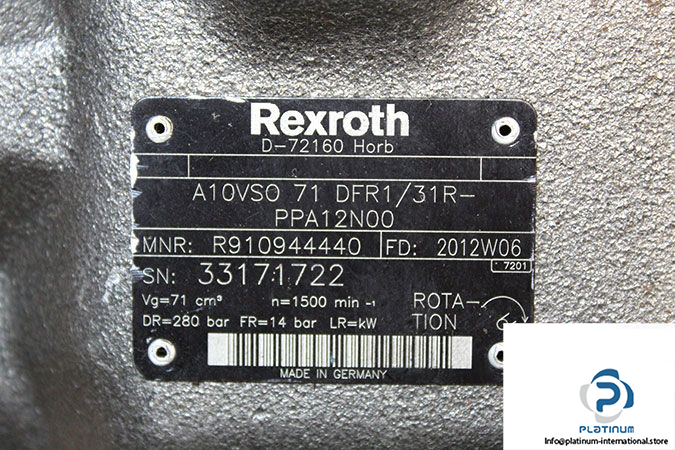 Rexroth
D-72160 Horb
A10VSO 71 DFR1/31R-
PPA12N00
MNR: R910944440 FD: 2012W06
7201
SN: 33171722
Vg=71 cm³ n=1500 min -1
DR=280 bar FR=14 bar LR=kW
ROTA-
TION
MADE IN GERMANY
PLATINUM
Info@platinum-international.store